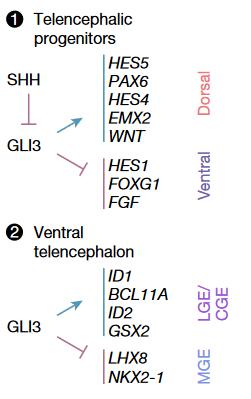 1 Telencephalic
progenitors
SHH
GLI3
HES5
PAX6
HES4
EMX2
WNT
Dorsal
HES1
FOXG1
FGF
Ventral
2 Ventral
telencephalon
GLI3
ID1
BCL11A
ID2
GSX2
LGE/
CGE
LHX8
NKX2-1
MGE